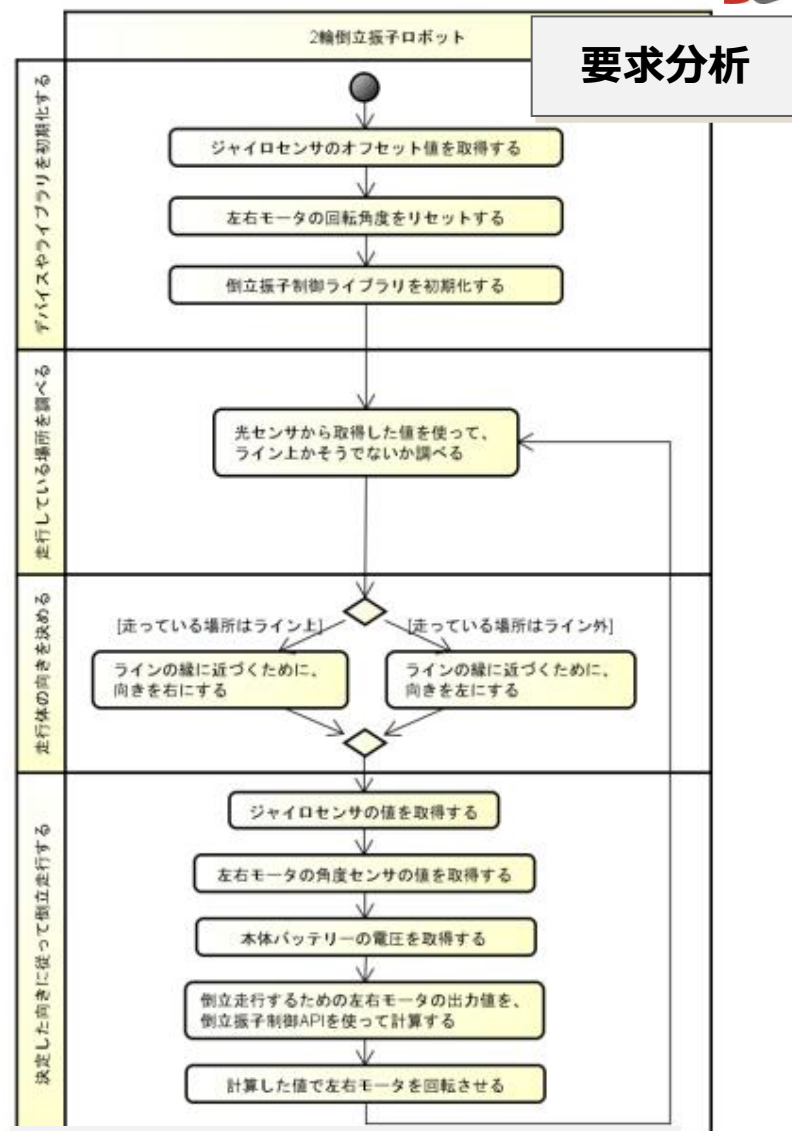 2輪倒立振子ロボット
要求分析
デバイスやライブラリを初期化する
ジャイロセンサのオフセット値を取得する
左右モータの回転角度をリセットする
倒立振子制御ライブラリを初期化する
走行している場所を調べる
光センサから取得した値を使って、
ライン上かそうでないか調べる
走行体の向きを決める
[走っている場所はライン上]
[走っている場所はライン外]
ラインの縁に近づくために、
向きを右にする
ラインの縁に近づくために、
向きを左にする
決定した向きに従って倒立走行する
ジャイロセンサの値を取得する
左右モータの角度センサの値を取得する
本体バッテリーの電圧を取得する
倒立走行するための左右モータの出力値を、
倒立振子制御APIを使って計算する
計算した値で左右モータを回転させる